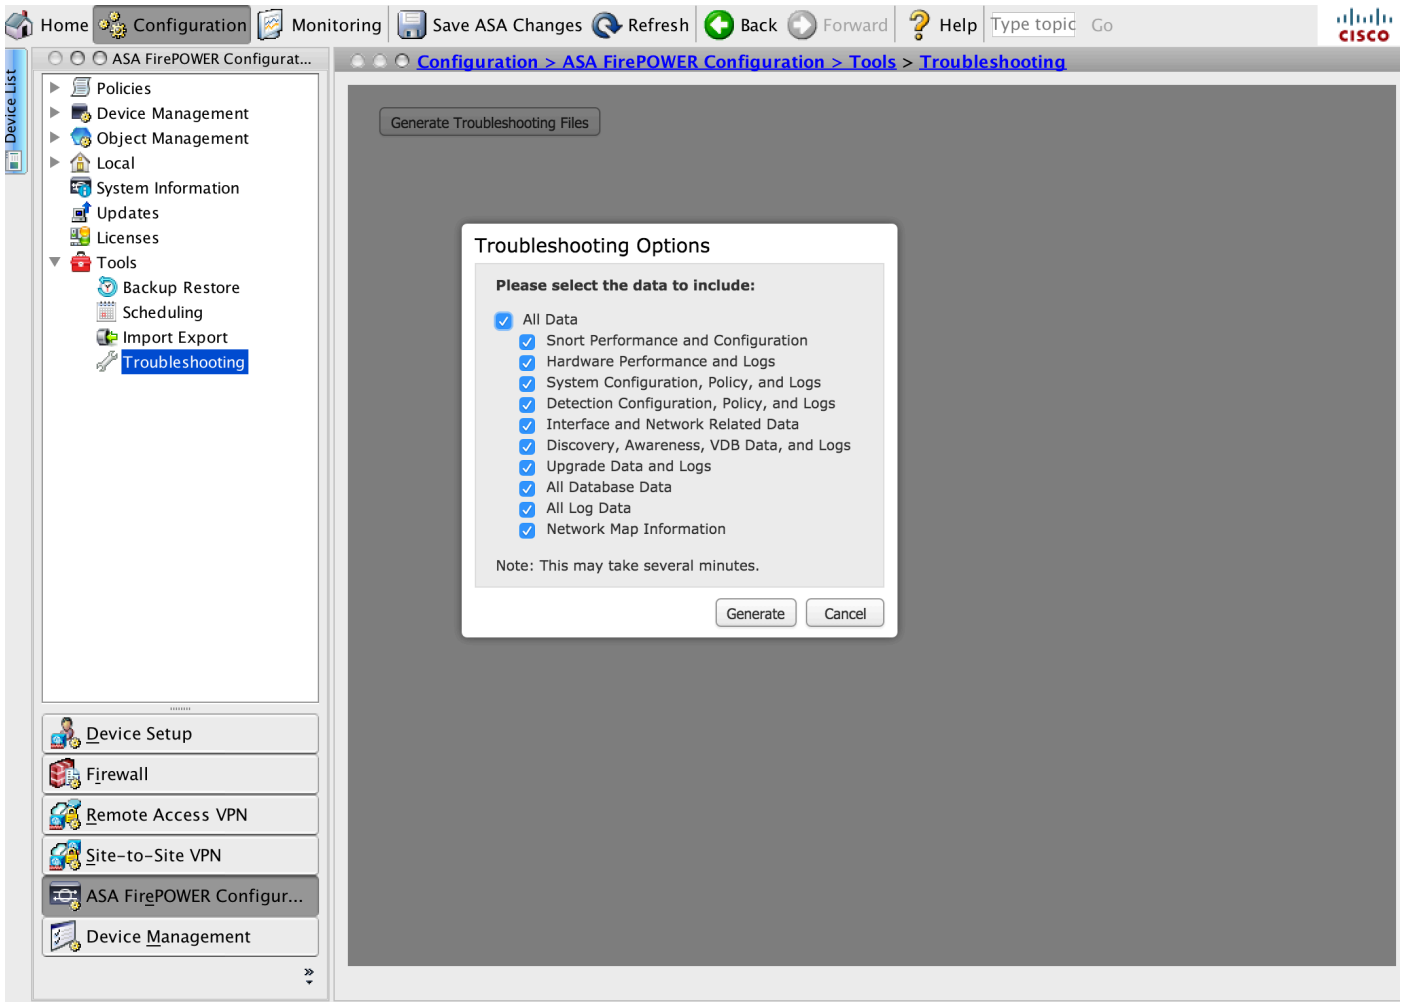 Home Configuration Monitoring Save ASA Changes Refresh Back Forward Help Type topic Go
CISCO
Device List
ASA FirePOWER Configurat...
Configuration > ASA FirePOWER Configuration > Tools > Troubleshooting
Policies
Device Management
Object Management
Local
System Information
Updates
Licenses
Tools
Backup Restore
Scheduling
Import Export
Troubleshooting
Generate Troubleshooting Files
Troubleshooting Options
Please select the data to include:
All Data
Snort Performance and Configuration
Hardware Performance and Logs
System Configuration, Policy, and Logs
Detection Configuration, Policy, and Logs
Interface and Network Related Data
Discovery, Awareness, VDB Data, and Logs
Upgrade Data and Logs
All Database Data
All Log Data
Network Map Information
Note: This may take several minutes.
Generate Cancel
Device Setup
Firewall
Remote Access VPN
Site-to-Site VPN
ASA FirePOWER Configur...
Device Management